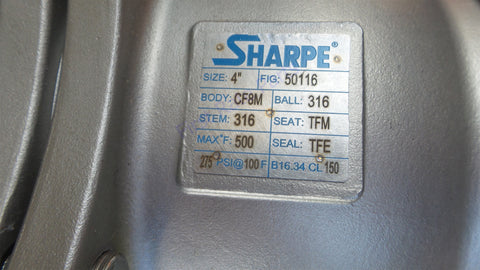 SHARPE®
SIZE: 4" FIG: 50116
BODY: CF8M BALL: 316
STEM: 316 SEAT: TFM
MAX°F: 500 SEAL: TFE
275 PSI@100 F B16.34 CL 150